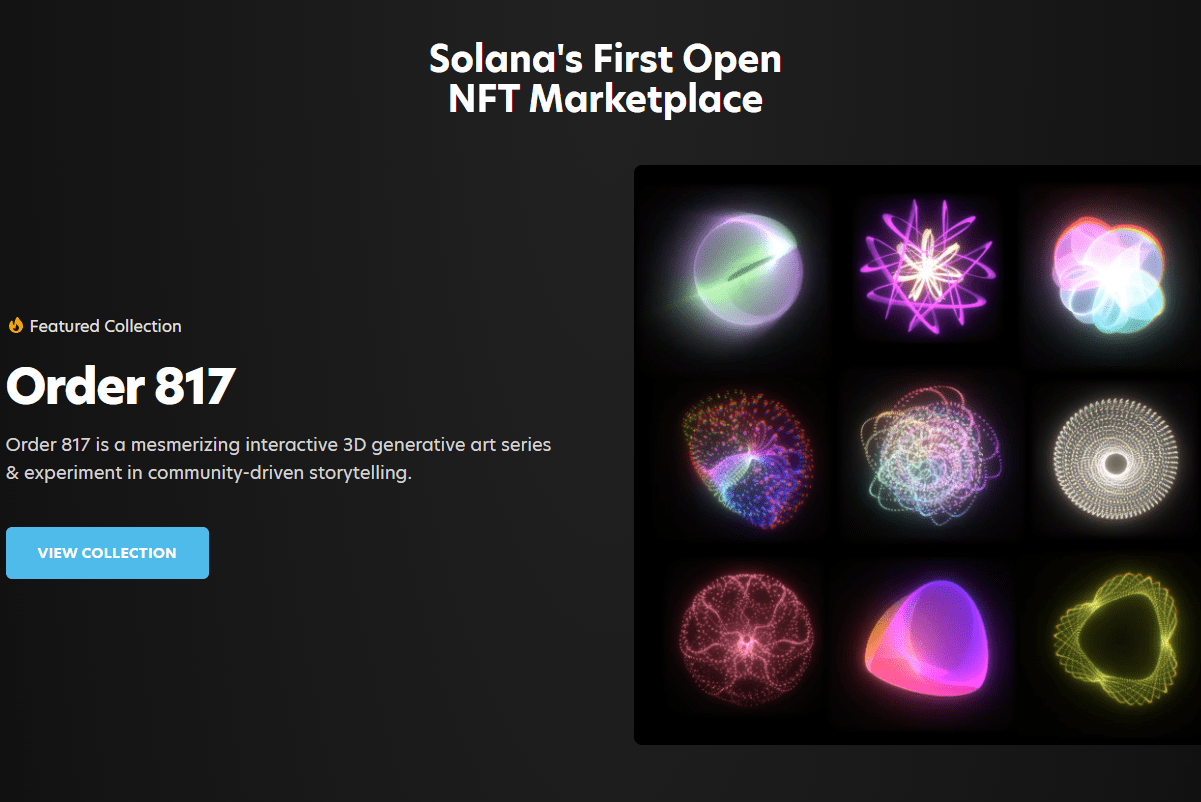 Solana's First Open
NFT Marketplace
Featured Collection
Order 817
Order 817 is a mesmerizing interactive 3D generative art series
& experiment in community-driven storytelling.
VIEW COLLECTION